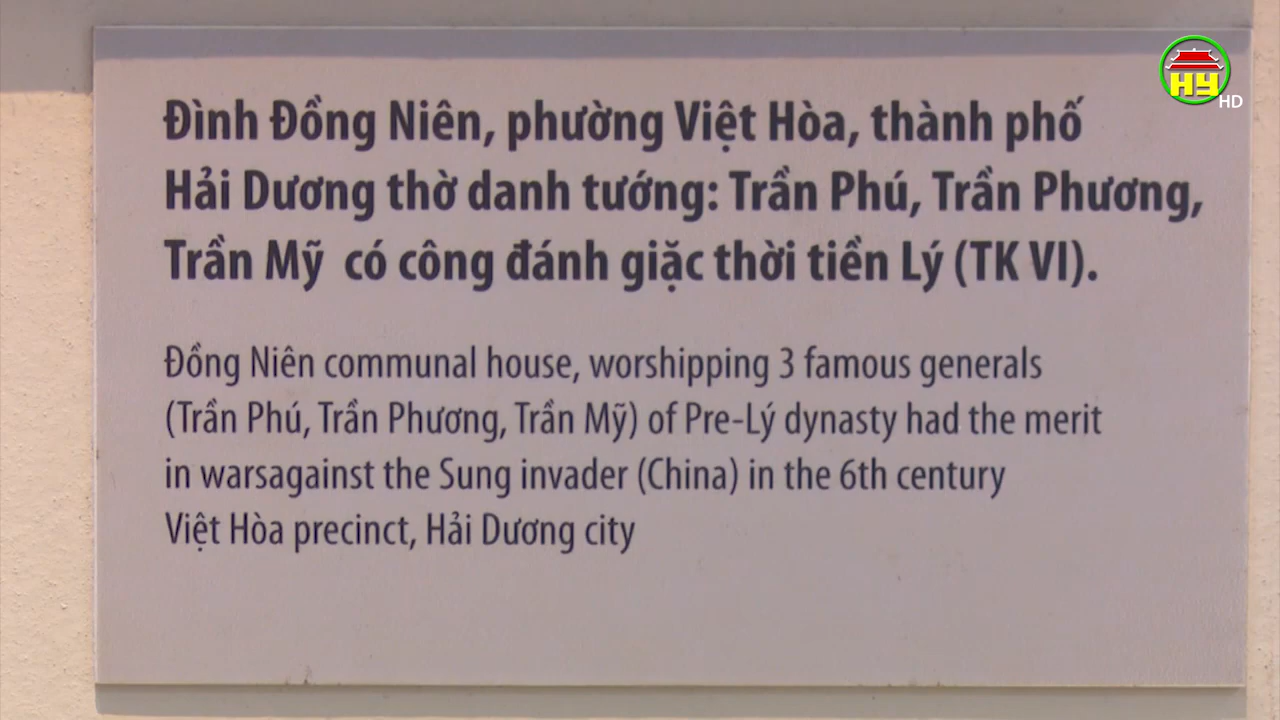 HY
HD
Đình Đồng Niên, phường Việt Hòa, thành phố
Hải Dương thờ danh tướng: Trần Phú, Trần Phương,
Trần Mỹ có công đánh giặc thời tiền Lý (TK VI).
Đồng Niên communal house, worshipping 3 famous generals
(Trần Phú, Trần Phương, Trần Mỹ) of Pre-Lý dynasty had the merit
in warsagainst the Sung invader (China) in the 6th century
Việt Hòa precinct, Hải Dương city